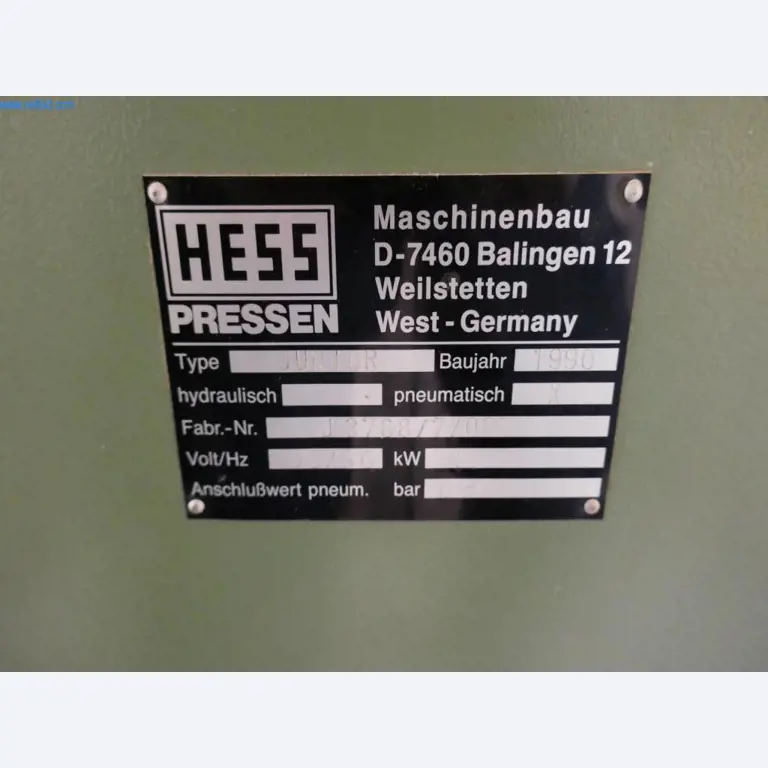 HESS
PRESSEN
Maschinenbau
D-7460 Balingen 12
Weilstetten
West - Germany
Type JUNIOR Baujahr 1990
hydraulisch pneumatisch X
Fabr.-Nr.
Volt/Hz kW
Anschlußwert pneum. bar